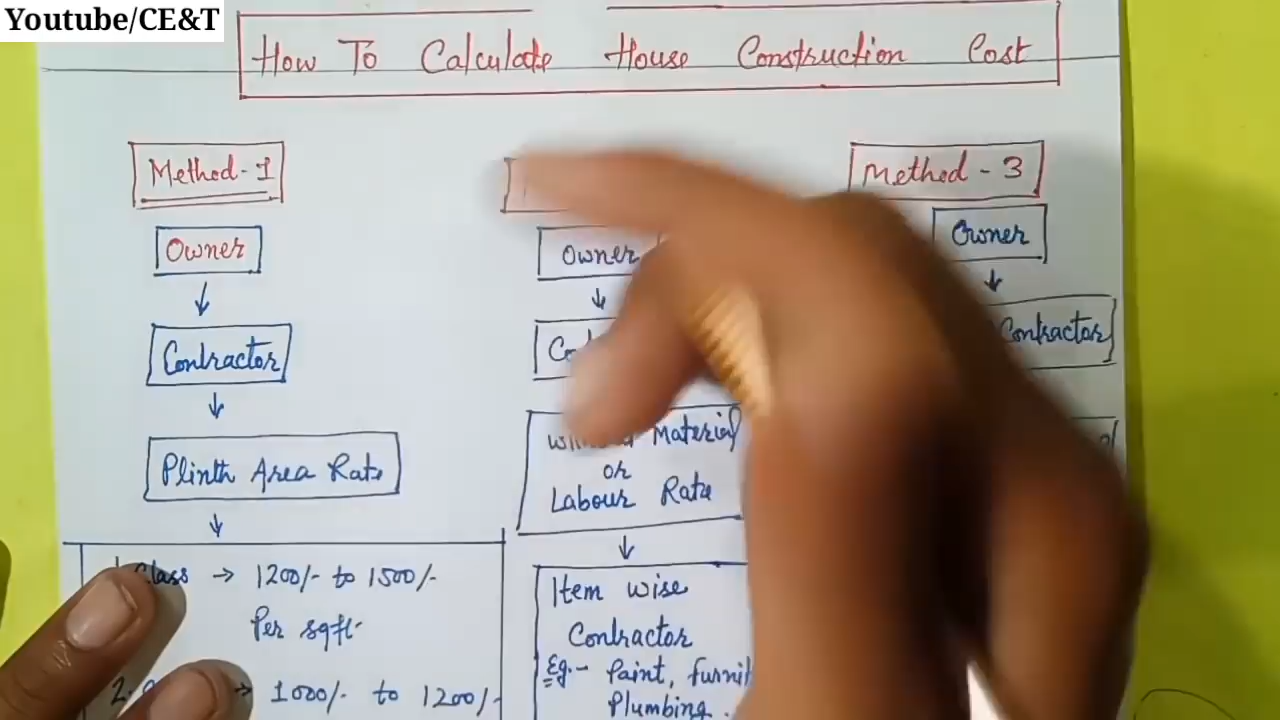 Youtube/CE&T
How To Calculate House Construction Cost
Method-1
Owner
Contractor
Plinth Area Rate
Class → 1200/- to 1500/-
Per sqft
2. → 1000/- to 1200/-
Owner
Material
or
Labour Rate
Item wise
Contractor
Eg:- Paint,
Plumbing.
Method - 3
Owner
Contractor